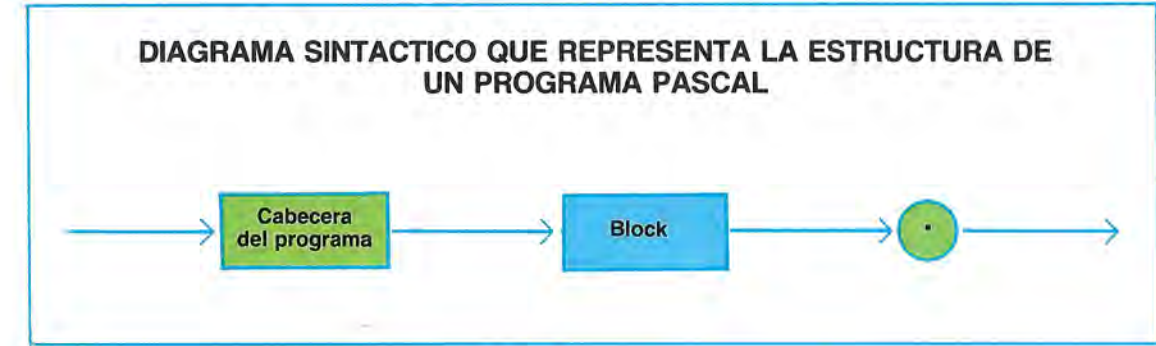 DIAGRAMA SINTACTICO QUE REPRESENTA LA ESTRUCTURA DE
UN PROGRAMA PASCAL
Cabecera
del programa
Block
.